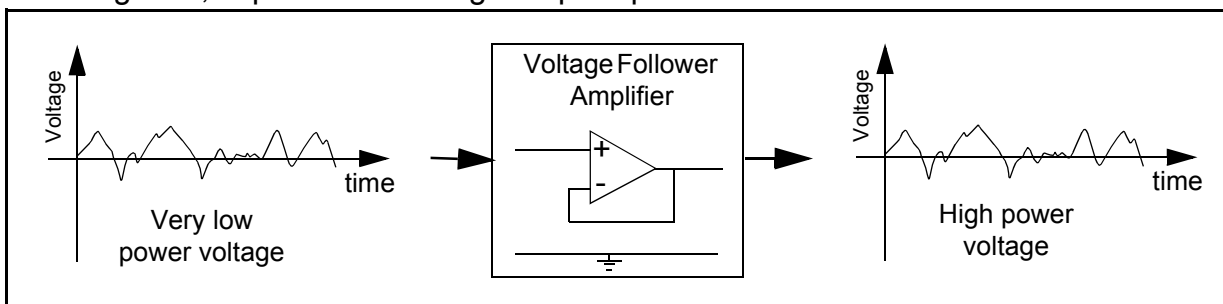 Voltage
time
Very low
power voltage
Voltage Follower
Amplifier
+
-
Voltage
time
High power
voltage